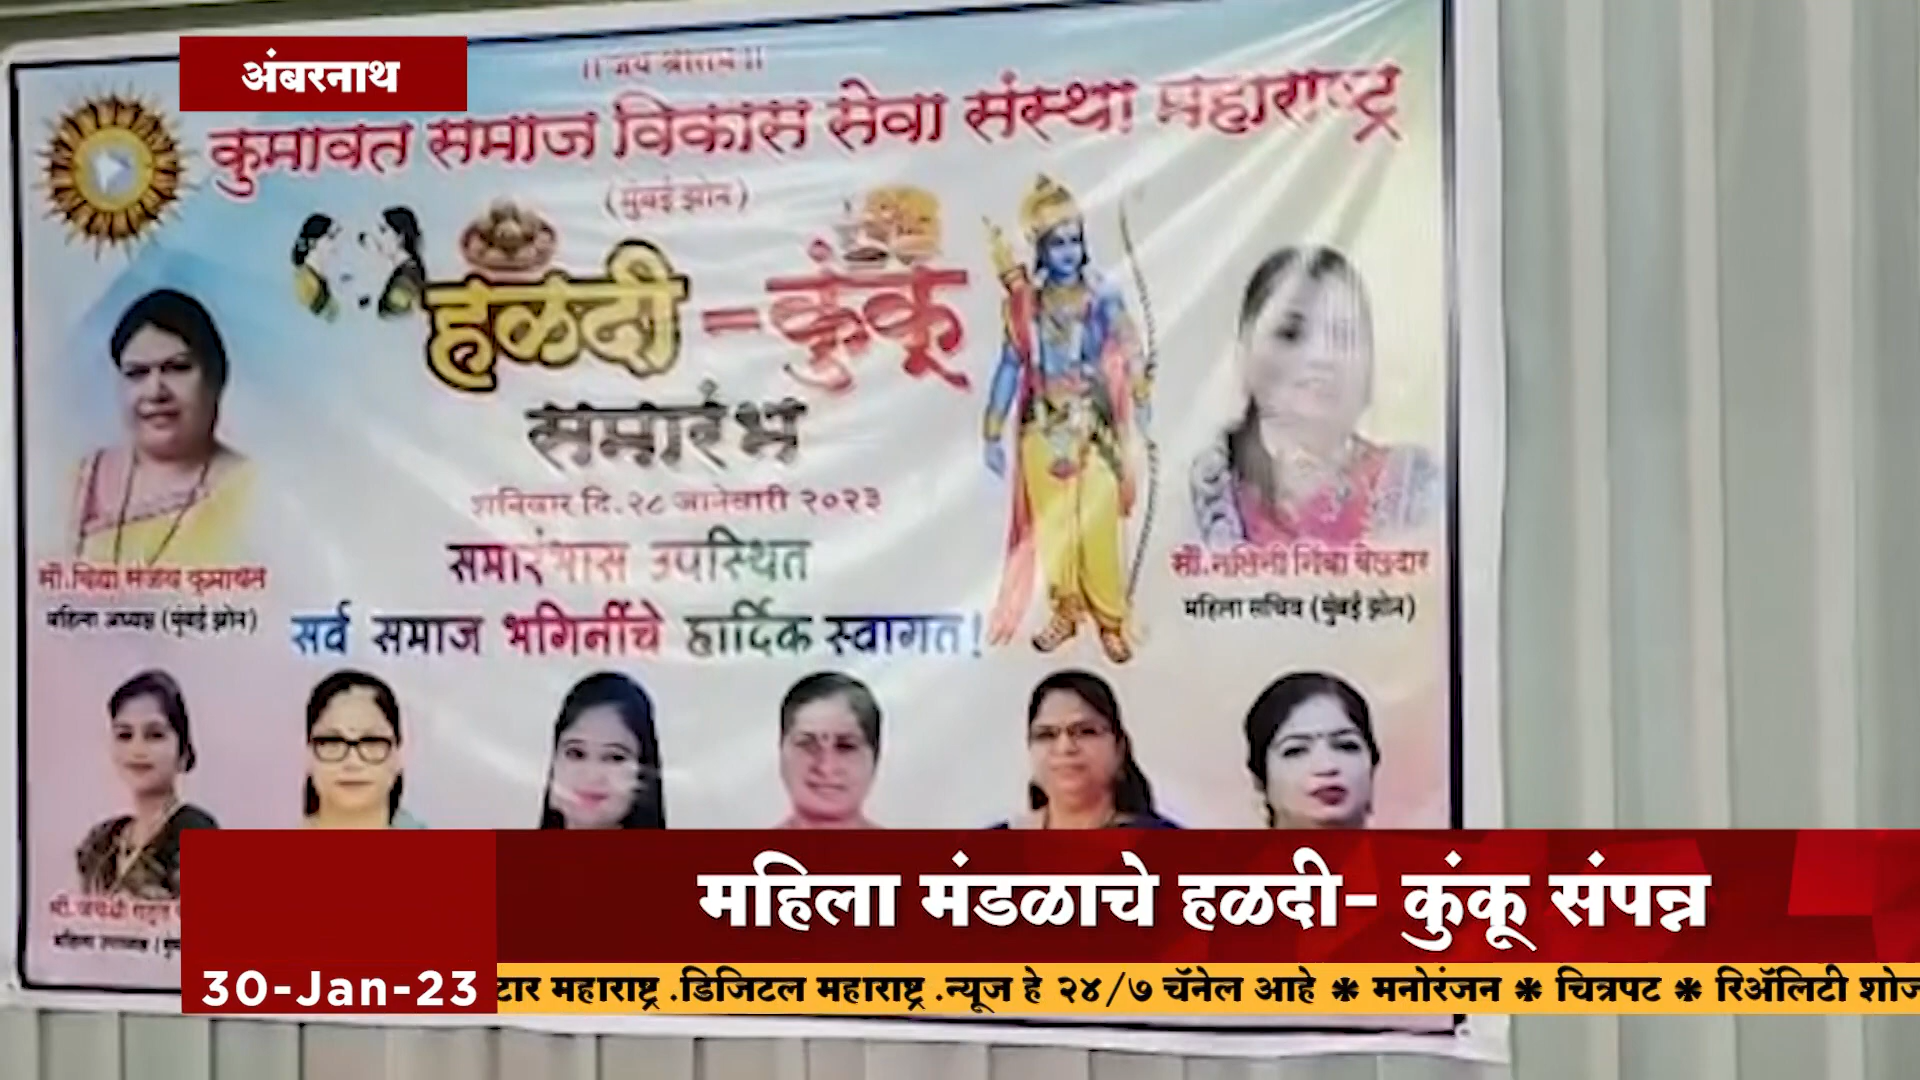 अंबरनाथ
कुमावत समाज विकास सेवा संस्था महाराष्ट्र
(मुंबई झोन)
हळदी - कुंकू
समारंभ
शनिवार दि.२८ जानेवारी २०२३
समारंभास उपस्थित
सर्व समाज भगिनींचे हार्दिक स्वागत!
महिला अध्यक्ष (मुंबई झोन)
महिला सचिव (मुंबई झोन)
महिला मंडळाचे हळदी- कुंकू संपन्न
30-Jan-23
टार महाराष्ट्र .डिजिटल महाराष्ट्र .न्यूज हे २४/७ चॅनेल आहे ✱ मनोरंजन ✱ चित्रपट ✱ रिॲलिटी शोज